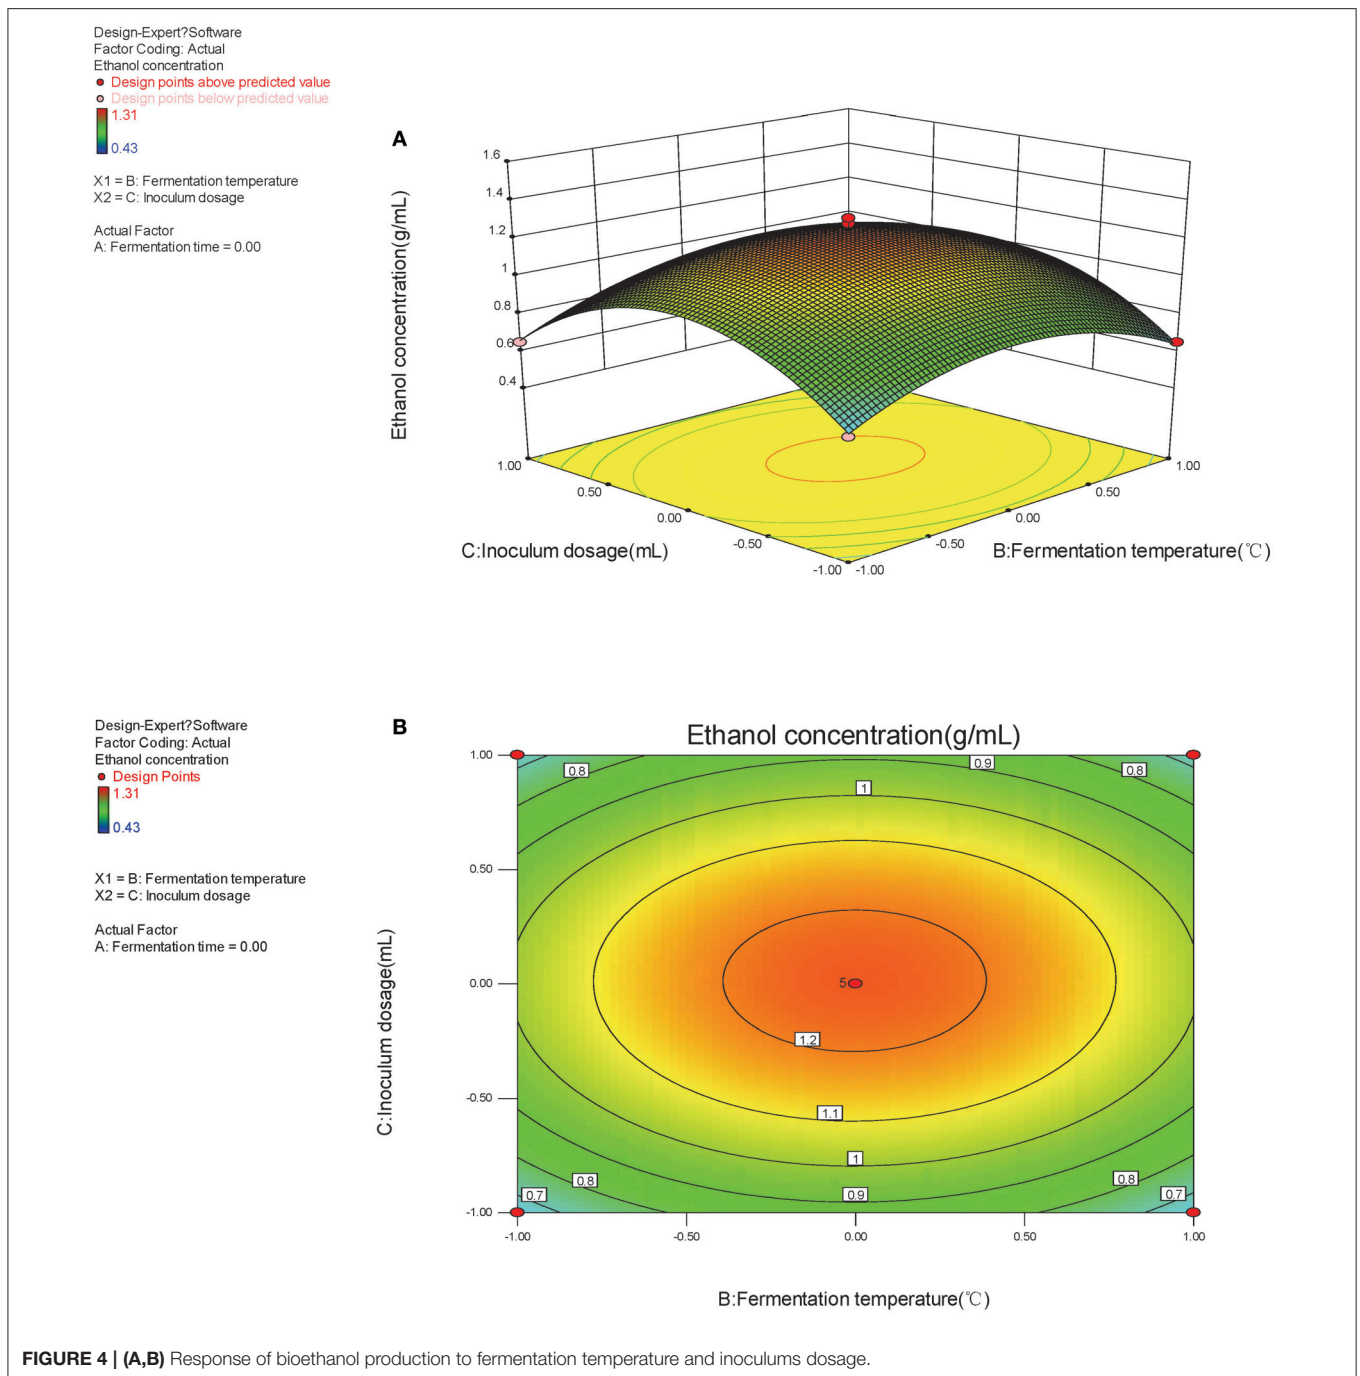 Design-Expert?Software
Factor Coding: Actual
Ethanol concentration
Design points above predicted value
Design points below predicted value
1.31
0.43
X1 = B: Fermentation temperature
X2 = C: Inoculum dosage
Actual Factor
A: Fermentation time = 0.00
A
1.6
1.4
1.2
1
0.8
0.6
0.4
Ethanol concentration(g/mL)
1.00
0.50
0.00
-0.50
-1.00
C:Inoculum dosage(mL)
-1.00
-0.50
0.00
0.50
1.00
B:Fermentation temperature(℃)
Design-Expert?Software
Factor Coding: Actual
Ethanol concentration
Design Points
1.31
0.43
X1 = B: Fermentation temperature
X2 = C: Inoculum dosage
Actual Factor
A: Fermentation time = 0.00
B
Ethanol concentration(g/mL)
1.00
0.50
0.00
-0.50
-1.00
C:Inoculum dosage(mL)
0.8
0.9
0.8
1
5
1.2
1.1
1
0.8
0.8
0.7
0.9
0.7
-1.00
-0.50
0.00
0.50
1.00
B:Fermentation temperature(℃)
FIGURE 4 | (A,B) Response of bioethanol production to fermentation temperature and inoculums dosage.